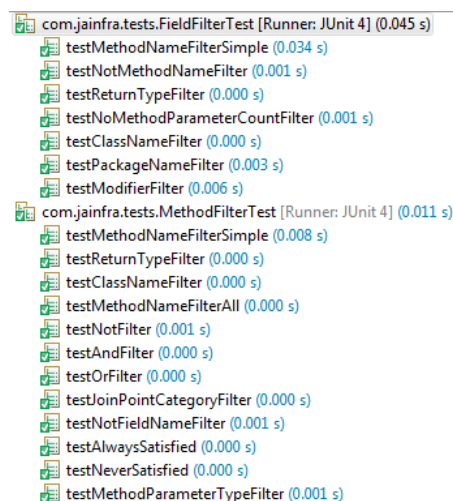 com.jainfra.tests.FieldFilterTest [Runner: JUnit 4] (0.045 s)
testMethodNameFilterSimple (0.034 s)
testNotMethodNameFilter (0.001 s)
testReturnTypeFilter (0.000 s)
testNoMethodParameterCountFilter (0.001 s)
testClassNameFilter (0.000 s)
testPackageNameFilter (0.003 s)
testModifierFilter (0.006 s)
com.jainfra.tests.MethodFilterTest [Runner: JUnit 4] (0.011 s)
testMethodNameFilterSimple (0.008 s)
testReturnTypeFilter (0.000 s)
testClassNameFilter (0.000 s)
testMethodNameFilterAll (0.000 s)
testNotFilter (0.001 s)
testAndFilter (0.000 s)
testOrFilter (0.000 s)
testJoinPointCategoryFilter (0.000 s)
testNotFieldNameFilter (0.001 s)
testAlwaysSatisfied (0.000 s)
testNeverSatisfied (0.000 s)
testMethodParameterTypeFilter (0.001 s)